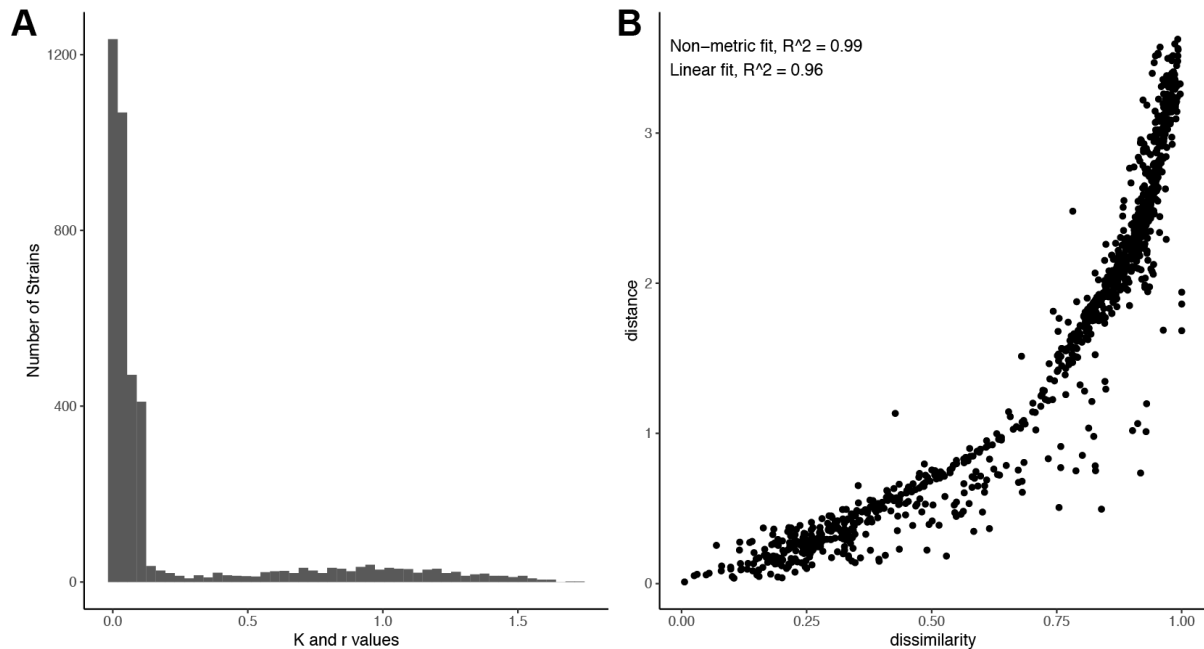 A
1200
800
400
0
Number of Strains
0.0
0.5
1.0
1.5
K and r values
B
Non-metric fit, R^2 = 0.99
Linear fit, R^2 = 0.96
3
2
1
0
distance
0.00
0.25
0.50
0.75
1.00
dissimilarity